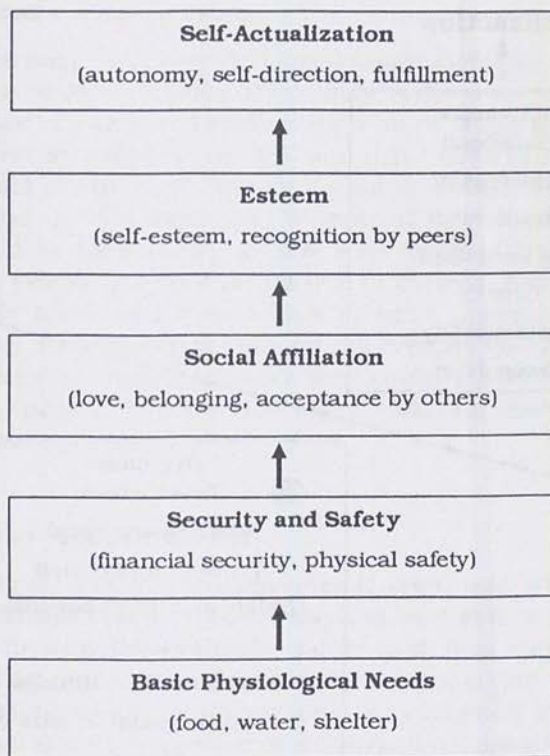 Self-Actualization
(autonomy, self-direction, fulfillment)
Esteem
(self-esteem, recognition by peers)
Social Affiliation
(love, belonging, acceptance by others)
Security and Safety
(financial security, physical safety)
Basic Physiological Needs
(food, water, shelter)